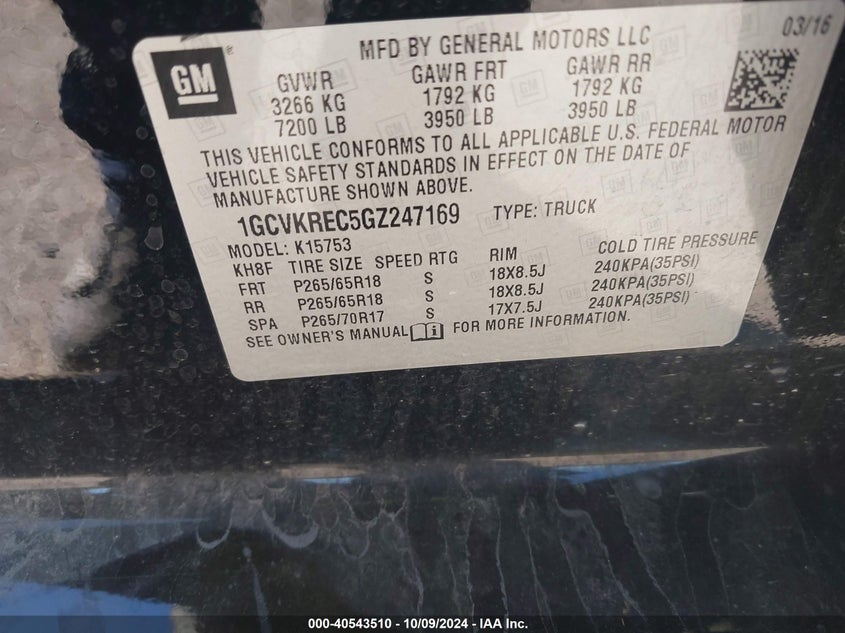 03/16
MFD BY GENERAL MOTORS LLC
GM
GVWR GAWR FRT GAWR RR
3266 KG 1792 KG 1792 KG
7200 LB 3950 LB 3950 LB
THIS VEHICLE CONFORMS TO ALL APPLICABLE U.S. FEDERAL MOTOR
VEHICLE SAFETY STANDARDS IN EFFECT ON THE DATE OF
MANUFACTURE SHOWN ABOVE.
1GCVKREC5GZ247169 TYPE: TRUCK
MODEL: K15753
KH8F TIRE SIZE SPEED RTG RIM COLD TIRE PRESSURE
FRT P265/65R18 S 18X8.5J 240KPA(35PSI)
RR P265/65R18 S 18X8.5J 240KPA(35PSI)
SPA P265/70R17 S 17X7.5J 240KPA(35PSI)
SEE OWNER'S MANUAL FOR MORE INFORMATION.
000-40543510 - 10/09/2024 - IAA Inc.